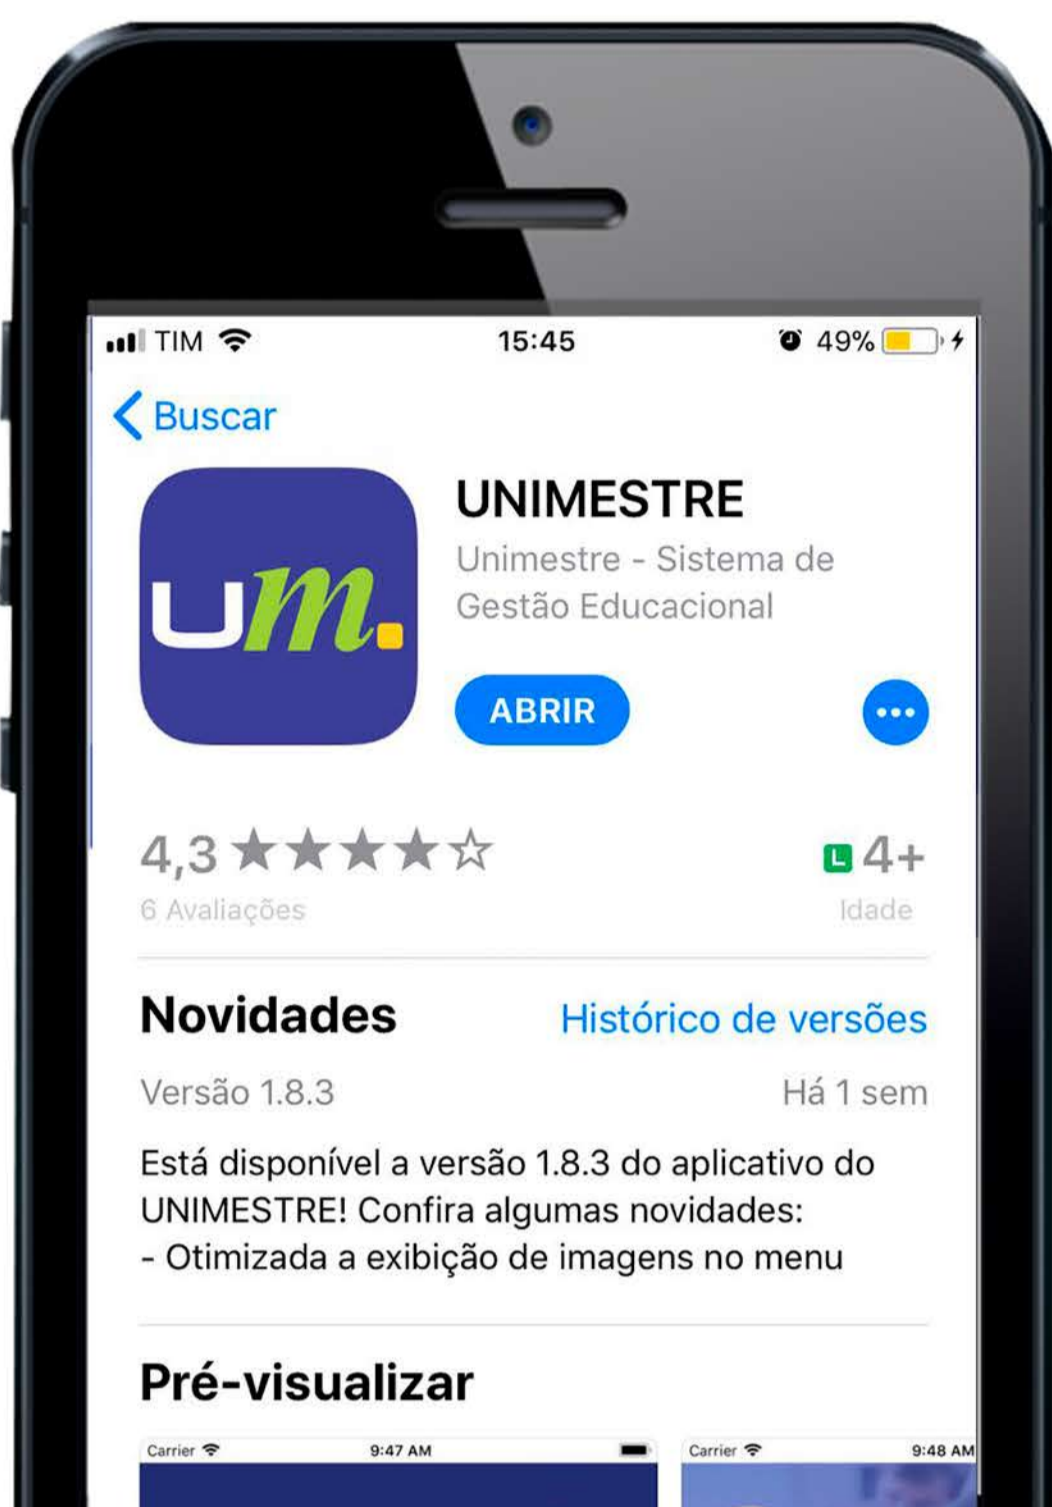 TIM 15:45 49%
Buscar
um.
UNIMESTRE
Unimestre - Sistema de
Gestão Educacional
ABRIR
4,3 L 4+
6 Avaliações Idade
Novidades Histórico de versões
Versão 1.8.3 Há 1 sem
Está disponível a versão 1.8.3 do aplicativo do
UNIMESTRE! Confira algumas novidades:
- Otimizada a exibição de imagens no menu
Pré-visualizar
Carrier 9:47 AM Carrier 9:48 AM